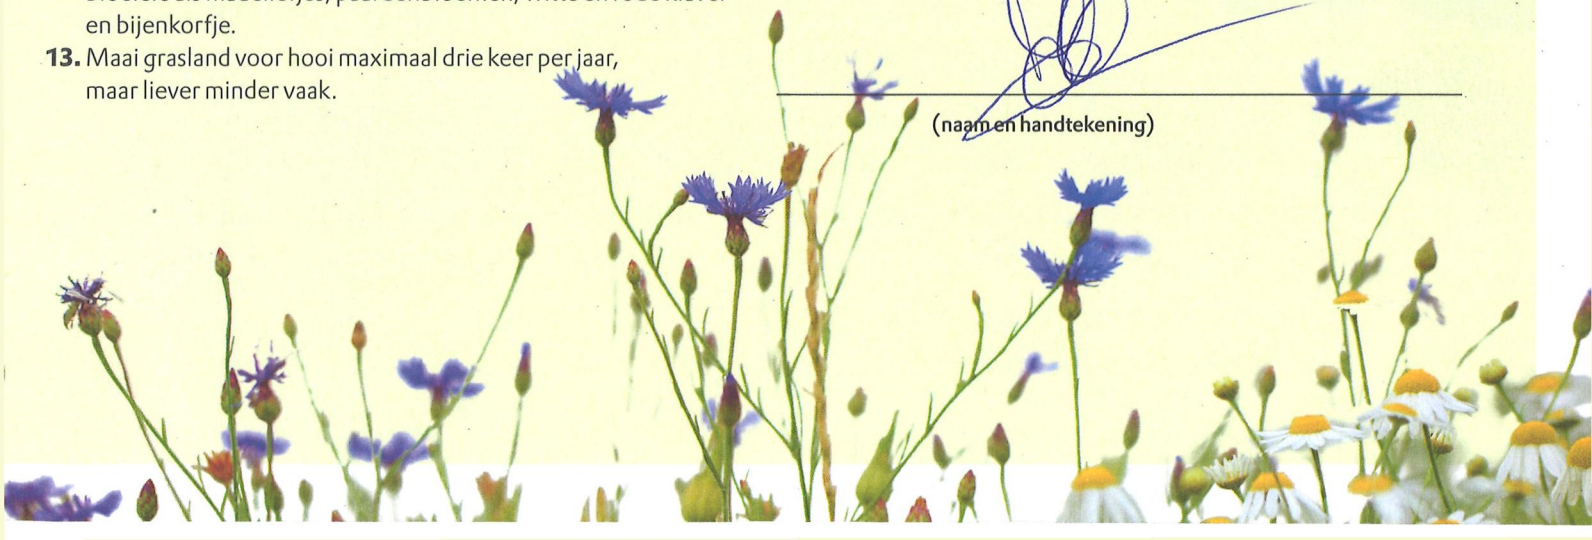 en bijenkorfje.
13. Maai grasland voor hooi maximaal drie keer per jaar,
maar liever minder vaak.
(naam en handtekening)